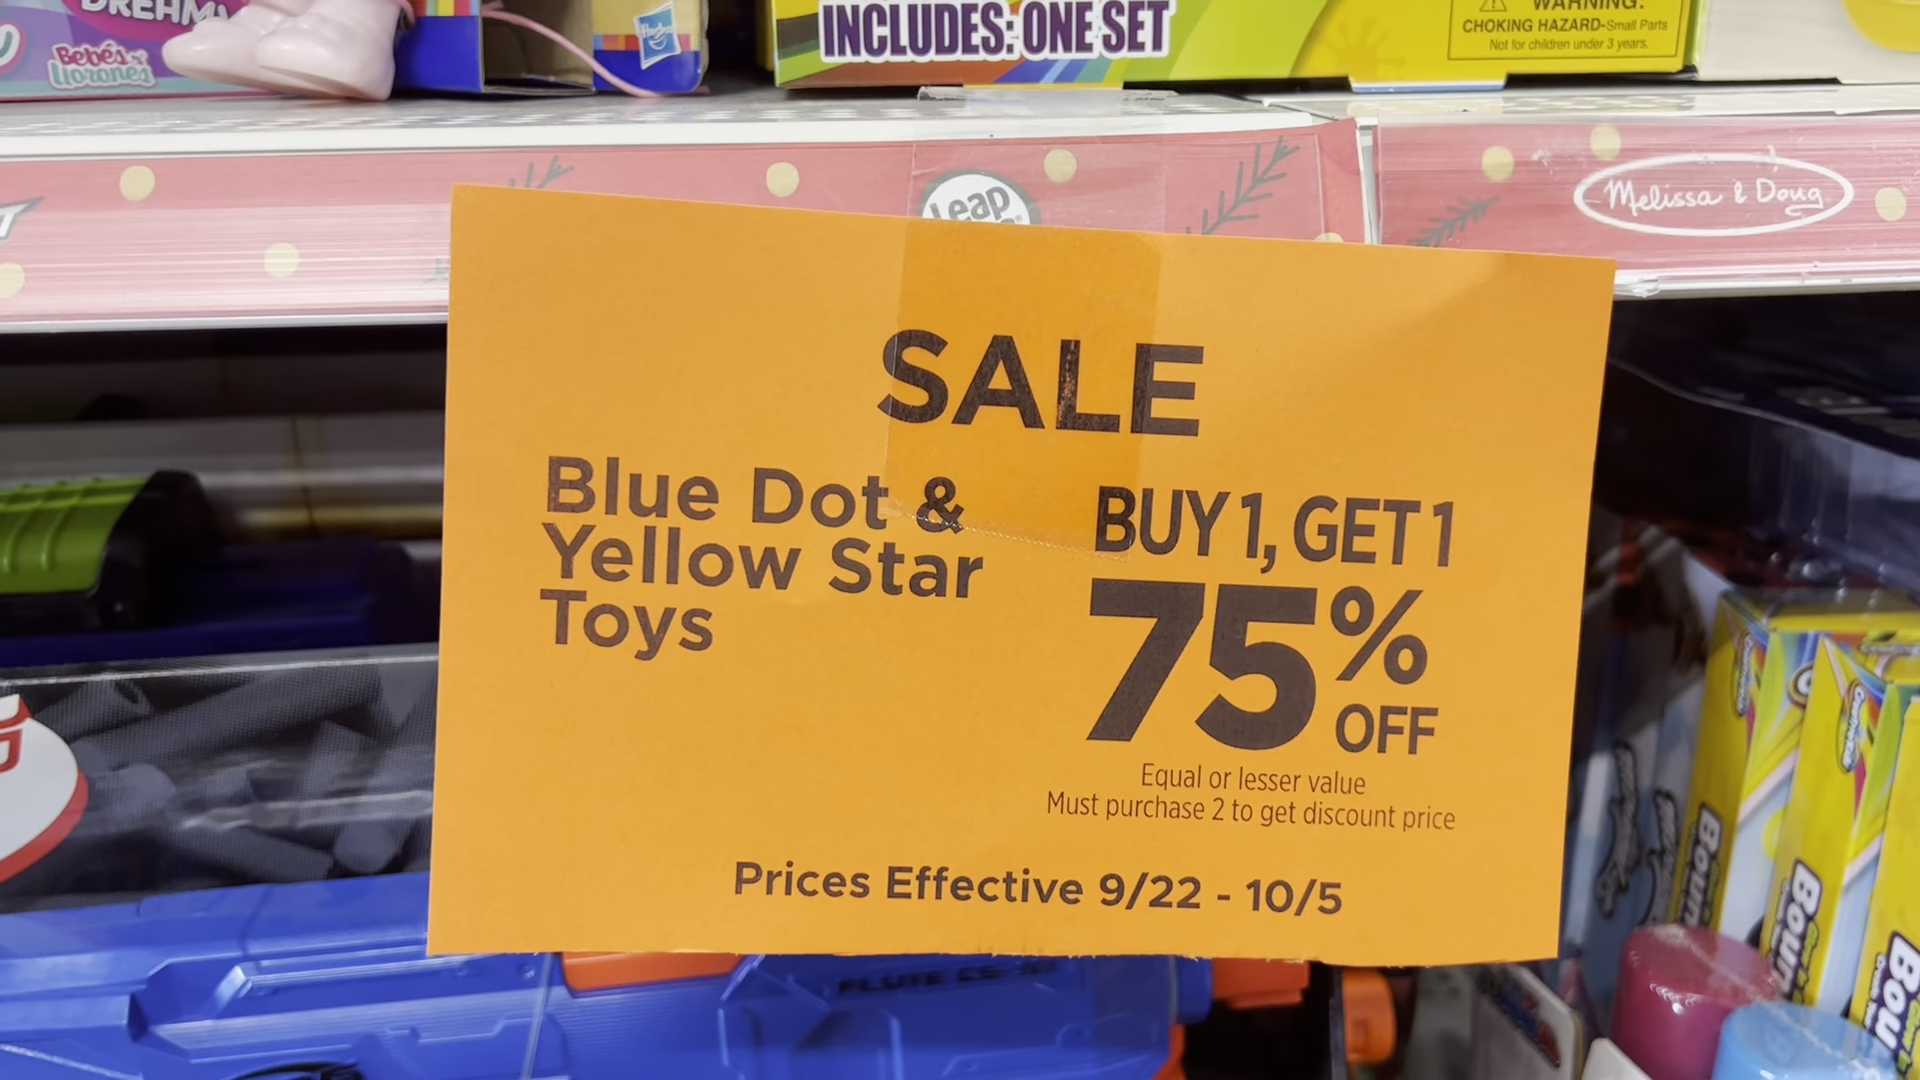 DREAMY
Bebés
llorones
Hasbro
INCLUDES: ONE SET
WARNING:
CHOKING HAZARD-Small Parts
Not for children under 3 years.
Leap
Melissa & Doug
SALE
Blue Dot &
Yellow Star
Toys
BUY 1, GET 1
75%
OFF
Equal or lesser value
Must purchase 2 to get discount price
Prices Effective 9/22 - 10/5